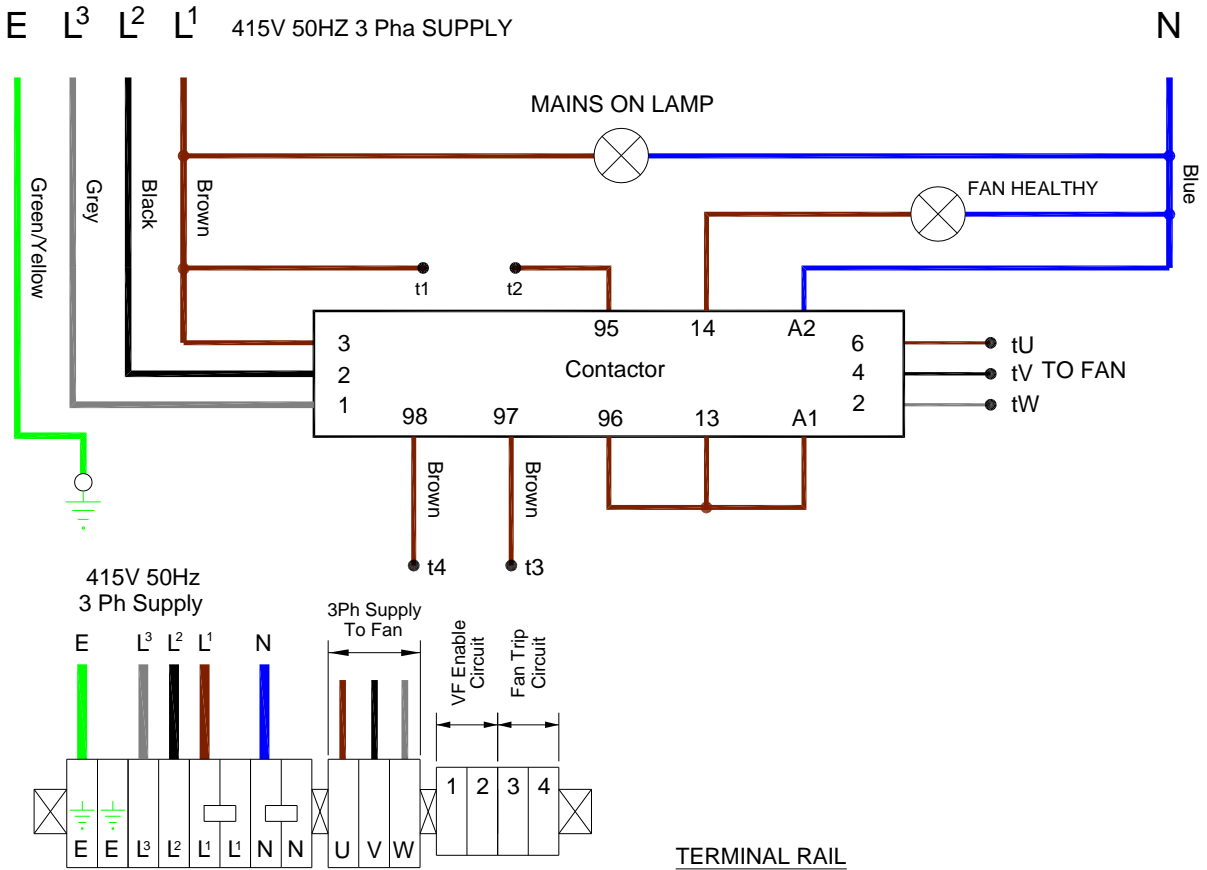 E L³ L² L¹ 415V 50HZ 3 Pha SUPPLY N
MAINS ON LAMP
FAN HEALTHY
Green/Yellow
Grey
Black
Brown
Blue
t1 t2
95 14 A2
3
2
1
Contactor
6
4
2
tU
tV TO FAN
tW
98 97 96 13 A1
Brown
Brown
t4
t3
415V 50Hz
3 Ph Supply
E L³ L² L¹ N
3Ph Supply
To Fan
VF Enable
Circuit
Fan Trip
Circuit
1 2 3 4
E E L³ L² L¹ L¹ N N U V W
TERMINAL RAIL